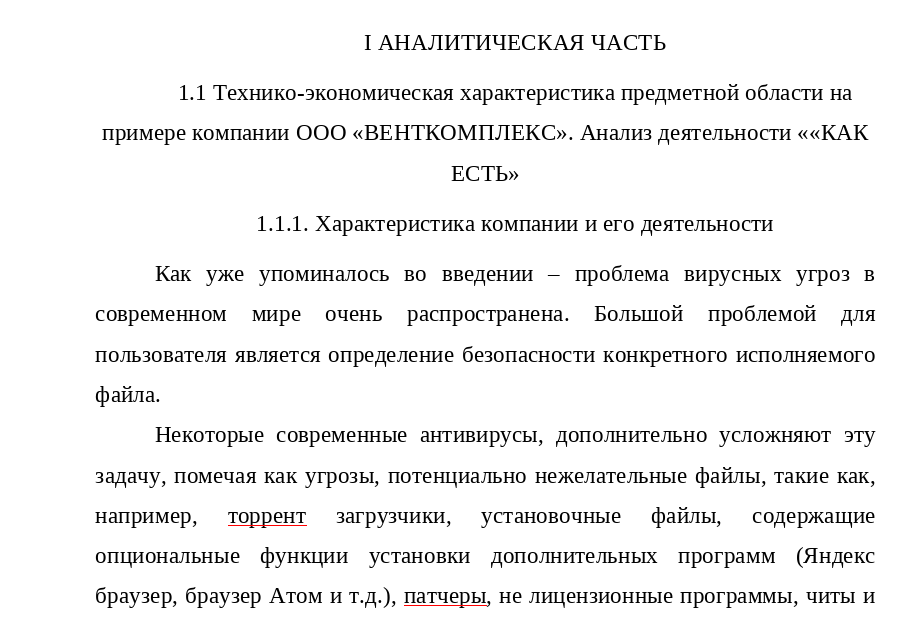 I АНАЛИТИЧЕСКАЯ ЧАСТЬ
1.1 Технико-экономическая характеристика предметной области на
примере компании ООО «ВЕНТКОМПЛЕКС». Анализ деятельности ««КАК
ЕСТЬ»
1.1.1. Характеристика компании и его деятельности
Как уже упоминалось во введении – проблема вирусных угроз в
современном мире очень распространена. Большой проблемой для
пользователя является определение безопасности конкретного исполняемого
файла.
Некоторые современные антивирусы, дополнительно усложняют эту
задачу, помечая как угрозы, потенциально нежелательные файлы, такие как,
например, торрент загрузчики, установочные файлы, содержащие
опциональные функции установки дополнительных программ (Яндекс
браузер, браузер Атом и т.д.), патчеры, не лицензионные программы, читы и